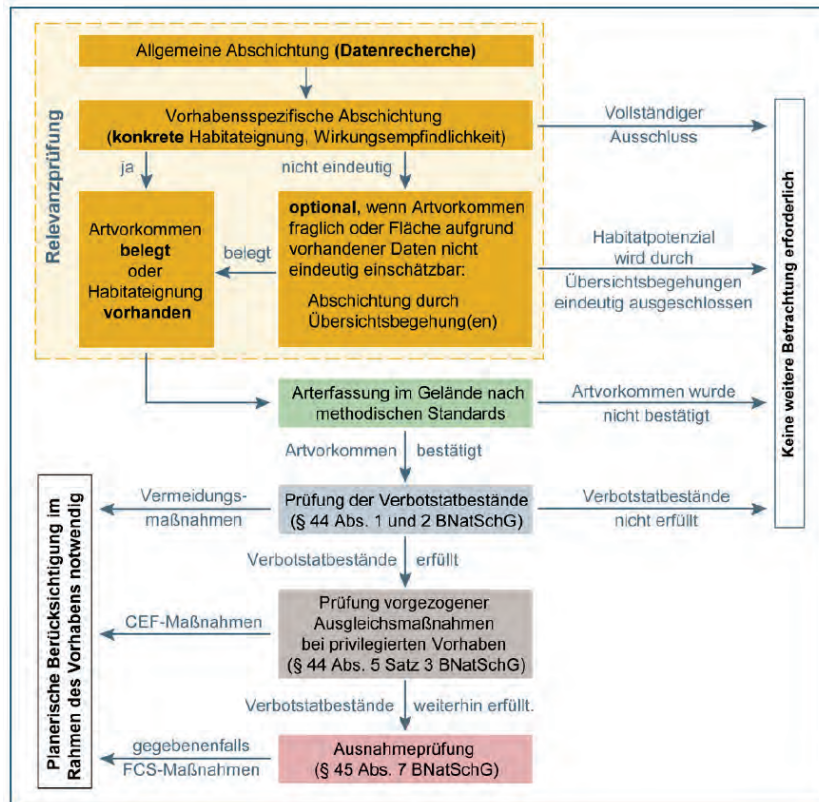 Allgemeine Abschichtung (Datenrecherche)
Relevanzprüfung
Vorhabensspezifische Abschichtung
(konkrete Habitateignung, Wirkungsempfindlichkeit)
Vollständiger
Ausschluss
ja
nicht eindeutig
Artvorkommen
belegt
oder
Habitateignung
vorhanden
belegt
optional, wenn Artvorkommen
fraglich oder Fläche aufgrund
vorhandener Daten nicht
eindeutig einschätzbar:
Abschichtung durch
Übersichtsbegehung(en)
Habitatpotenzial
wird durch
Übersichtsbegehungen
eindeutig ausgeschlossen
Keine weitere Betrachtung erforderlich
Arterfassung im Gelände nach
methodischen Standards
Artvorkommen wurde
nicht bestätigt
Artvorkommen bestätigt
Planerische Berücksichtigung im
Rahmen des Vorhabens notwendig
Vermeidungs-
maßnahmen
Prüfung der Verbotstatbestände
(§ 44 Abs. 1 und 2 BNatSchG)
Verbotstatbestände
nicht erfüllt
Verbotstatbestände erfüllt
CEF-Maßnahmen
Prüfung vorgezogener
Ausgleichsmaßnahmen
bei privilegierten Vorhaben
(§ 44 Abs. 5 Satz 3 BNatSchG)
Verbotstatbestände weiterhin erfüllt.
gegebenenfalls
FCS-Maßnahmen
Ausnahmeprüfung
(§ 45 Abs. 7 BNatSchG)